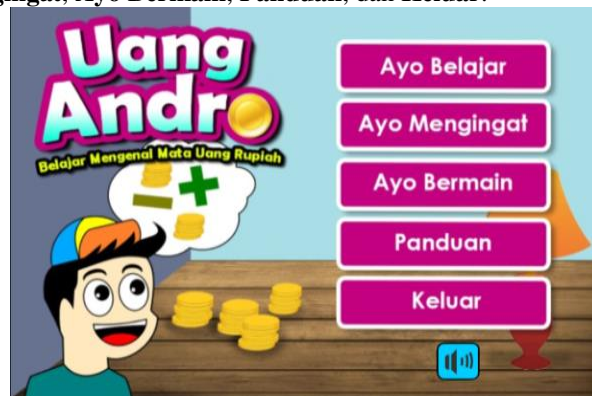 Uang
Andro
Belajar Mengenal Mata Uang Rupiah
Ayo Belajar
Ayo Mengingat
Ayo Bermain
Panduan
Keluar